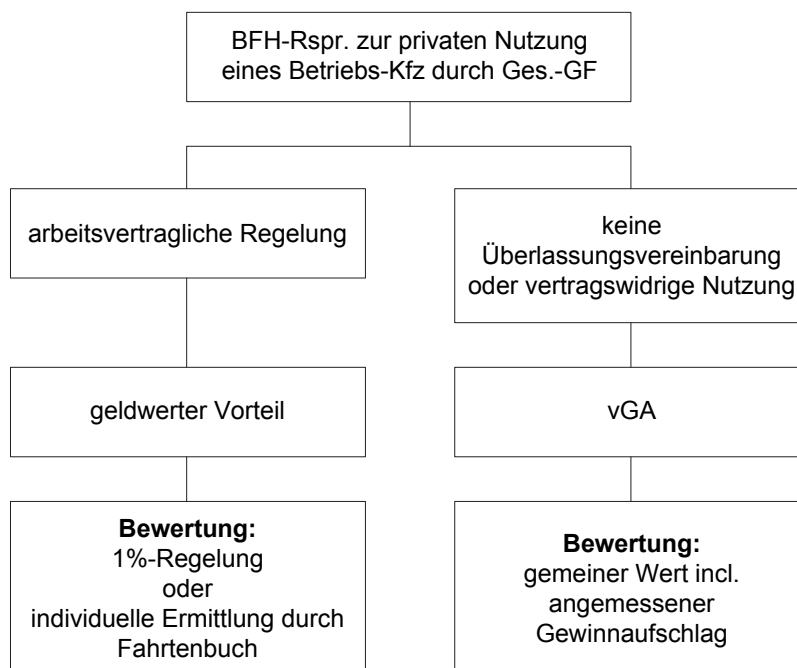 BFH-Rspr. zur privaten Nutzung
eines Betriebs-Kfz durch Ges.-GF
arbeitsvertragliche Regelung
keine
Überlassungsvereinbarung
oder vertragswidrige Nutzung
geldwerter Vorteil
vGA
Bewertung:
1%-Regelung
oder
individuelle Ermittlung durch
Fahrtenbuch
Bewertung:
gemeiner Wert incl.
angemessener
Gewinnaufschlag